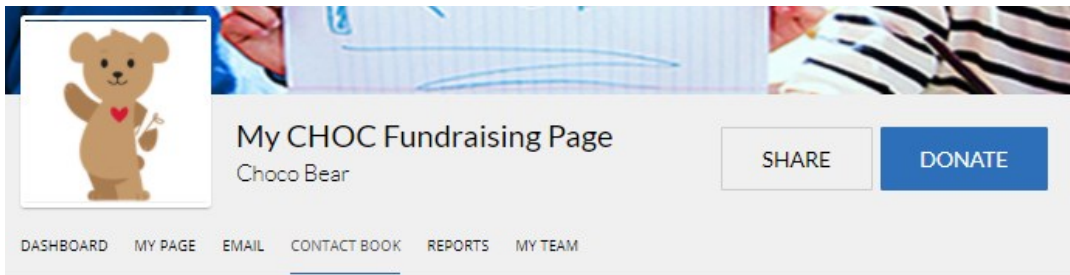 My CHOC Fundraising Page
Choco Bear
SHARE
DONATE
DASHBOARD MY PAGE EMAIL CONTACT BOOK REPORTS MY TEAM